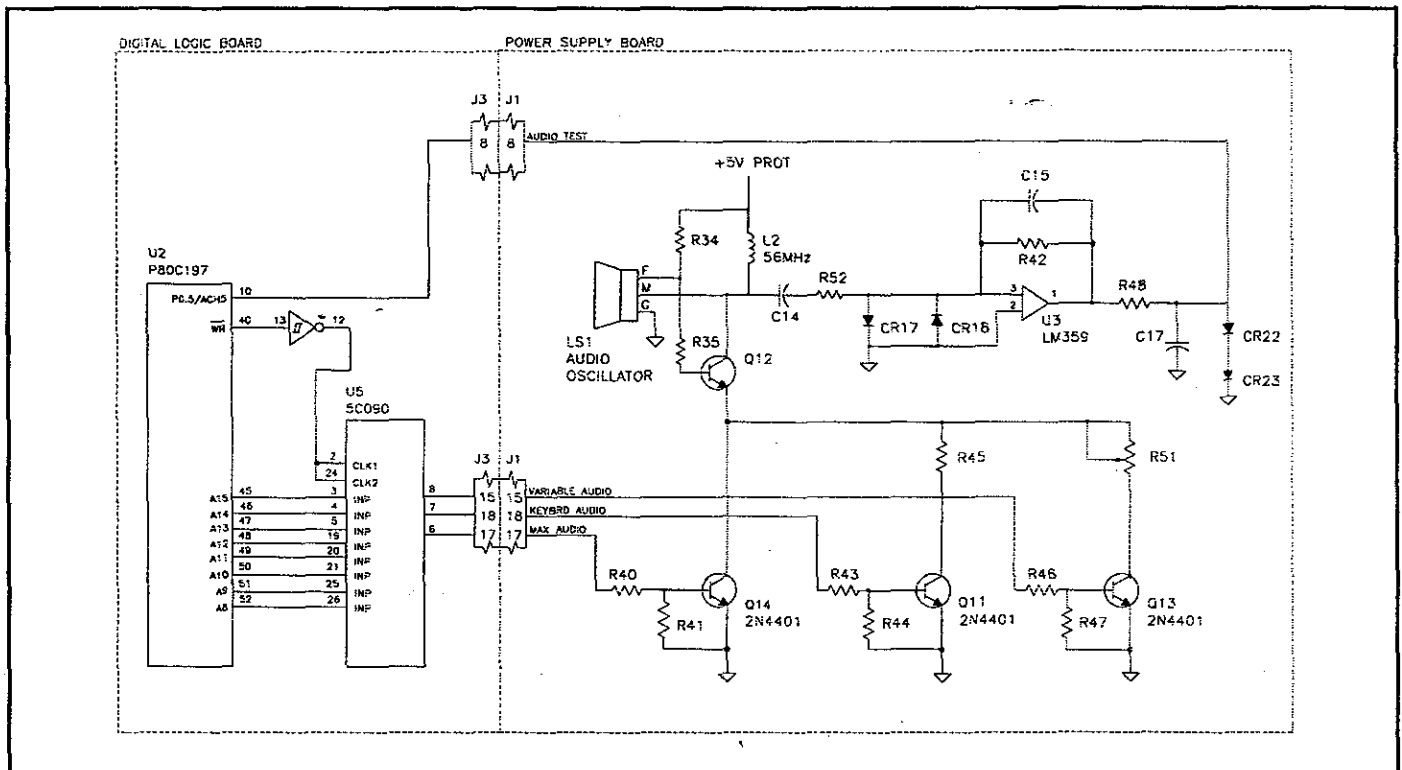 DIGITAL LOGIC BOARD
POWER SUPPLY BOARD
J3 J1
8 8 AUDIO TEST
+5V PROT
C15
R34
L2
56MHz
R42
U2
P80C197
F
M
G
R52
C14
3
2
1
U3
LM359
R48
C17
CR17
CR18
CR22
CR23
P0.5/ACH5 10
WR 40 13 12
LS1
AUDIO
OSCILLATOR
R35
Q12
U5
5C090
R45
R51
2 CLK1
24 CLK2
J3 J1
A15 45 3 INP
A14 46 4 INP
A13 47 5 INP
A12 48 19 INP
A11 49 20 INP
A10 50 21 INP
A9 51 25 INP
A8 52 26 INP
8 15 15 VARIABLE AUDIO
7 18 18 KEYBRD AUDIO
6 17 17 MAX AUDIO
R40
R41
Q14
2N4401
R43
R44
Q11
2N4401
R46
R47
Q13
2N4401